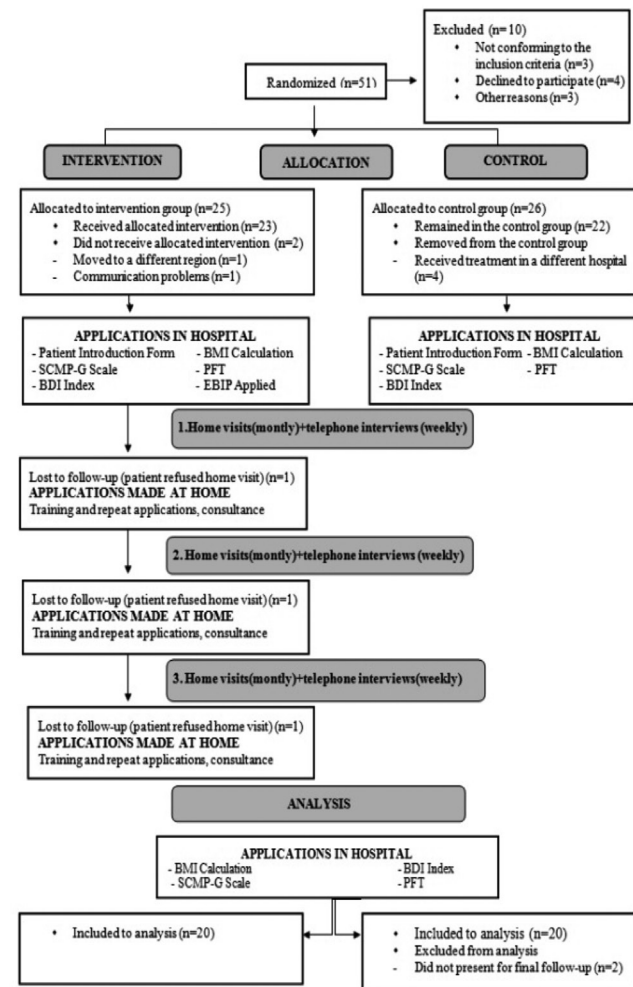 Excluded (n=10)
• Not conforming to the
inclusion criteria (n=3)
• Declined to participate (n=4)
• Other reasons (n=3)
Randomized (n=51)
INTERVENTION
ALLOCATION
CONTROL
Allocated to intervention group (n=25)
• Received allocated intervention (n=23)
• Did not receive allocated intervention (n=2)
- Moved to a different region (n=1)
- Communication problems (n=1)
Allocated to control group (n=26)
• Remained in the control group (n=22)
• Removed from the control group
- Received treatment in a different hospital
(n=4)
APPLICATIONS IN HOSPITAL
- Patient Introduction Form - BMI Calculation
- SCMP-G Scale - PFT
- BDI Index - EBIP Applied
APPLICATIONS IN HOSPITAL
- Patient Introduction Form - BMI Calculation
- SCMP-G Scale - PFT
- BDI Index
1.Home visits(montly)+telephone interviews (weekly)
Lost to follow-up (patient refused home visit) (n=1)
APPLICATIONS MADE AT HOME
Training and repeat applications, consultance
2. Home visits(montly)+telephone interviews (weekly)
Lost to follow-up (patient refused home visit) (n=1)
APPLICATIONS MADE AT HOME
Training and repeat applications, consultance
3. Home visits(montly)+telephone interviews(weekly)
Lost to follow-up (patient refused home visit) (n=1)
APPLICATIONS MADE AT HOME
Training and repeat applications, consultance
ANALYSIS
APPLICATIONS IN HOSPITAL
- BMI Calculation - BDI Index
- SCMP-G Scale - PFT
• Included to analysis (n=20)
• Included to analysis (n=20)
• Excluded from analysis
- Did not present for final follow-up (n=2)